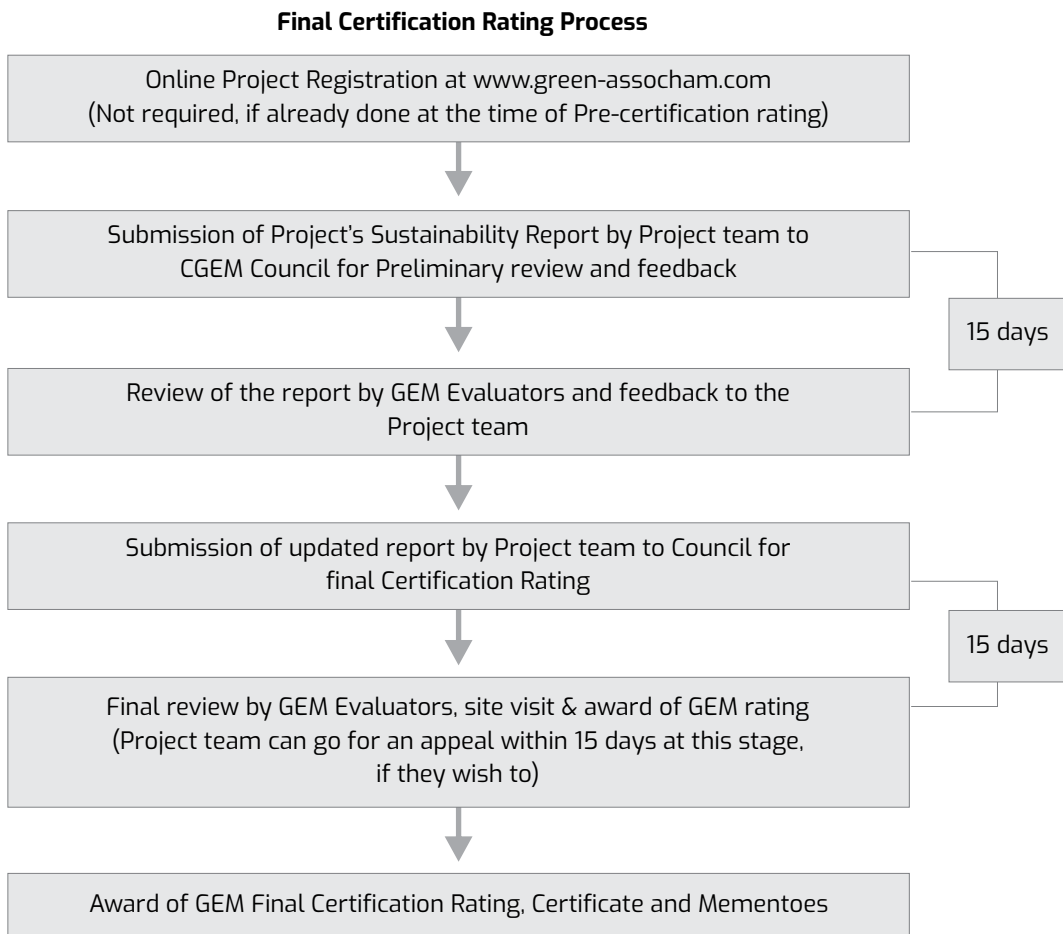 Final Certification Rating Process
Online Project Registration at www.green-assocham.com
(Not required, if already done at the time of Pre-certification rating)
Submission of Project's Sustainability Report by Project team to
CGEM Council for Preliminary review and feedback
15 days
Review of the report by GEM Evaluators and feedback to the
Project team
Submission of updated report by Project team to Council for
final Certification Rating
15 days
Final review by GEM Evaluators, site visit & award of GEM rating
(Project team can go for an appeal within 15 days at this stage,
if they wish to)
Award of GEM Final Certification Rating, Certificate and Mementoes